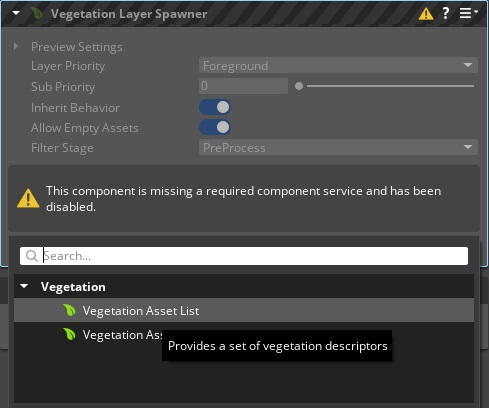 Vegetation Layer Spawner
?
Preview Settings
Layer Priority Foreground
Sub Priority 0
Inherit Behavior
Allow Empty Assets
Filter Stage PreProcess
This component is missing a required component service and has been
disabled.
Search...
Vegetation
Vegetation Asset List
Vegetation
Provides a set of vegetation descriptors